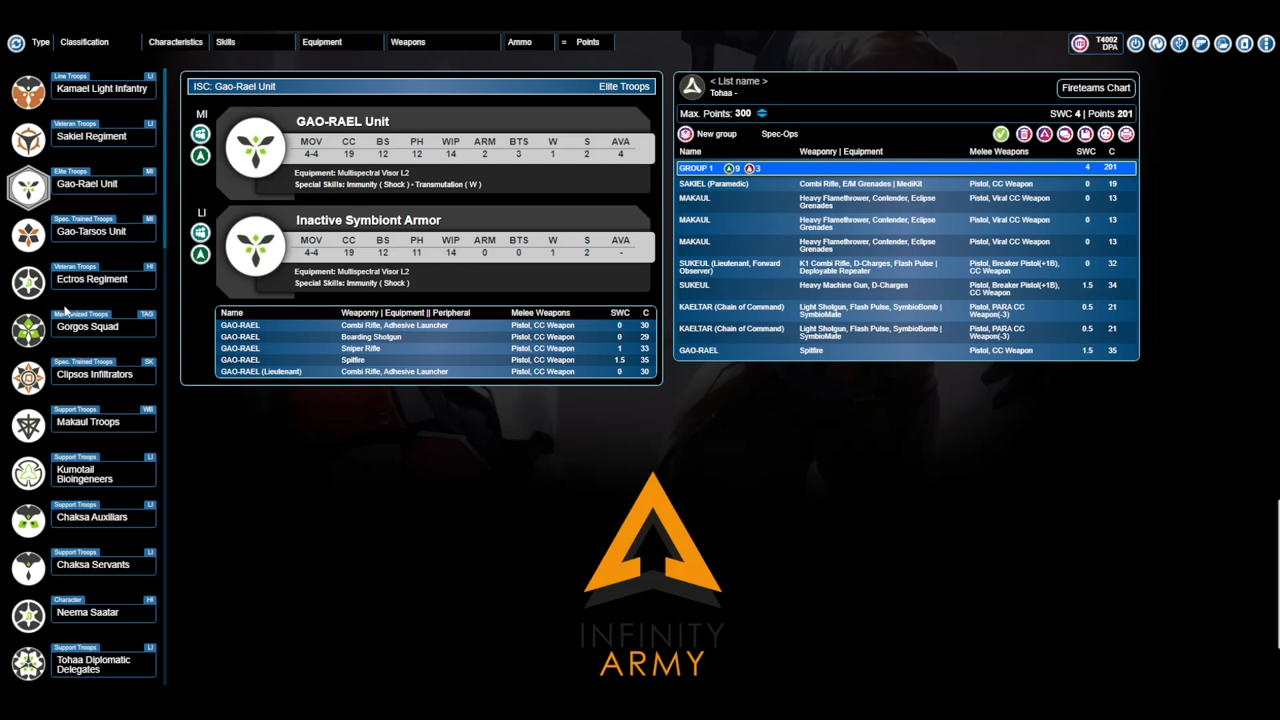 Type Classification Characteristics Skills Equipment Weapons Ammo = Points
ITS T4002
DPA
Line Troops LI
Kamael Light Infantry
Veteran Troops LI
Sakiel Regiment
Elite Troops MI
Gao-Rael Unit
Spec. Trained Troops MI
Gao-Tarsos Unit
Veteran Troops HI
Ectros Regiment
Mechanized Troops TAG
Gorgos Squad
Spec. Trained Troops SK
Clipsos Infiltrators
Support Troops WB
Makaul Troops
Support Troops LI
Kumotail
Bioingeneers
Support Troops LI
Chaksa Auxiliars
Support Troops LI
Chaksa Servants
Character HI
Neema Saatar
Support Troops LI
Tohaa Diplomatic
Delegates
ISC: Gao-Rael Unit Elite Troops
MI
GAO-RAEL Unit
MOV CC BS PH WIP ARM BTS W S AVA
4-4 19 12 12 14 2 3 1 2 4
Equipment: Multispectral Visor L2
Special Skills: Immunity ( Shock ) - Transmutation ( W )
LI
Inactive Symbiont Armor
MOV CC BS PH WIP ARM BTS W S AVA
4-4 19 12 11 14 0 0 1 2 -
Equipment: Multispectral Visor L2
Special Skills: Immunity ( Shock )
Name Weaponry | Equipment || Peripheral Melee Weapons SWC C
GAO-RAEL Combi Rifle, Adhesive Launcher Pistol, CC Weapon 0 30
GAO-RAEL Boarding Shotgun Pistol, CC Weapon 0 29
GAO-RAEL Sniper Rifle Pistol, CC Weapon 1 33
GAO-RAEL Spitfire Pistol, CC Weapon 1.5 35
GAO-RAEL (Lieutenant) Combi Rifle, Adhesive Launcher Pistol, CC Weapon 0 30
< List name >
Tohaa -
Fireteams Chart
Max. Points: 300 SWC 4 | Points 201
New group Spec-Ops
Name Weaponry | Equipment Melee Weapons SWC C
GROUP 1 9 3 4 201
SAKIEL (Paramedic) Combi Rifle, E/M Grenades | MediKit Pistol, CC Weapon 0 19
MAKAUL Heavy Flamethrower, Contender, Eclipse Grenades Pistol, Viral CC Weapon 0 13
MAKAUL Heavy Flamethrower, Contender, Eclipse Grenades Pistol, Viral CC Weapon 0 13
MAKAUL Heavy Flamethrower, Contender, Eclipse Grenades Pistol, Viral CC Weapon 0 13
SUKEUL (Lieutenant, Forward Observer) K1 Combi Rifle, D-Charges, Flash Pulse | Deployable Repeater Pistol, Breaker Pistol(+1B), CC Weapon 0 32
SUKEUL Heavy Machine Gun, D-Charges Pistol, Breaker Pistol(+1B), CC Weapon 1.5 34
KAELTAR (Chain of Command) Light Shotgun, Flash Pulse, SymbioBomb | SymbioMate Pistol, PARA CC Weapon(-3) 0.5 21
KAELTAR (Chain of Command) Light Shotgun, Flash Pulse, SymbioBomb | SymbioMate Pistol, PARA CC Weapon(-3) 0.5 21
GAO-RAEL Spitfire Pistol, CC Weapon 1.5 35
INFINITY
ARMY